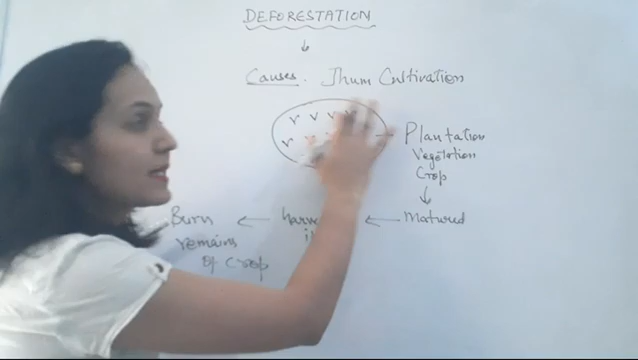 DEFORESTATION
Causes. Jhum Cultivation
Plantation
Vegetation
Crop
Matured
Burn
remains
of crop